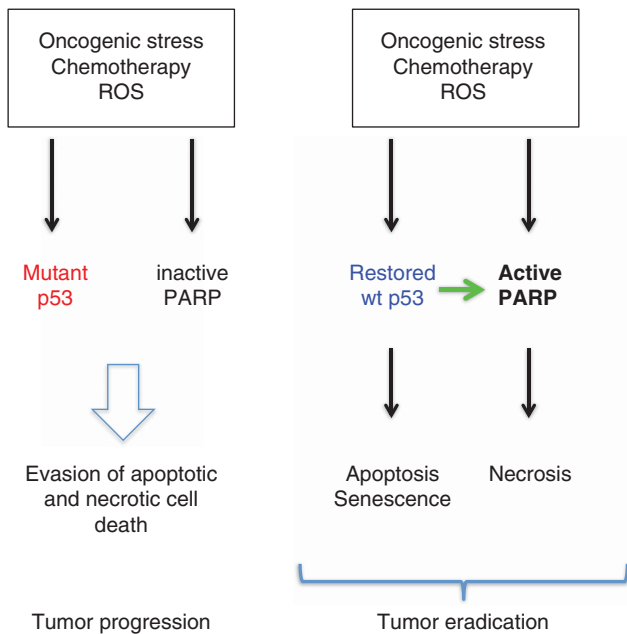 Oncogenic stress
Chemotherapy
ROS
Mutant
p53
inactive
PARP
Evasion of apoptotic
and necrotic cell
death
Tumor progression
Oncogenic stress
Chemotherapy
ROS
Restored
wt p53
Active
PARP
Apoptosis
Senescence
Necrosis
Tumor eradication